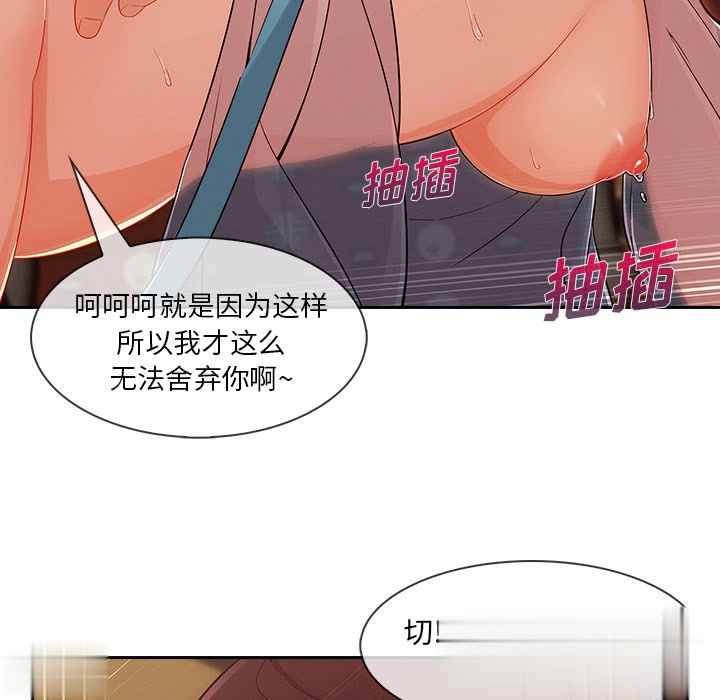 抽插
抽插
呵呵呵就是因为这样
所以我才这么
无法舍弃你啊~
切!